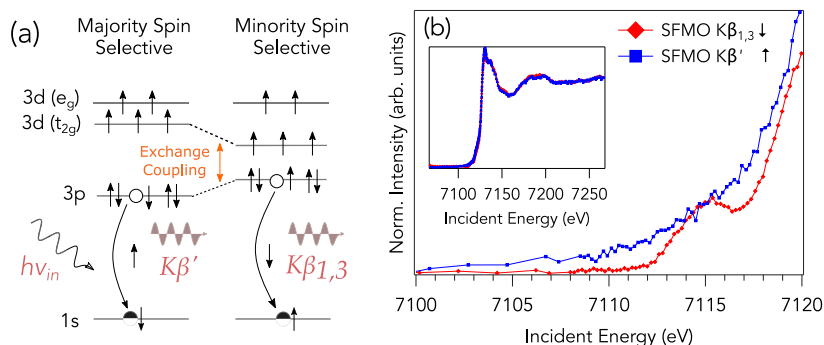 (a)
Majority Spin
Selective
Minority Spin
Selective
3d (eg)
3d (t2g)
Exchange
Coupling
3p
hνin
Kβ'
Kβ1,3
1s
(b)
SFMO Kβ1,3 ↓
SFMO Kβ' ↑
Norm. Intensity (arb. units)
7100 7150 7200 7250
Incident Energy (eV)
7100 7105 7110 7115 7120
Incident Energy (eV)